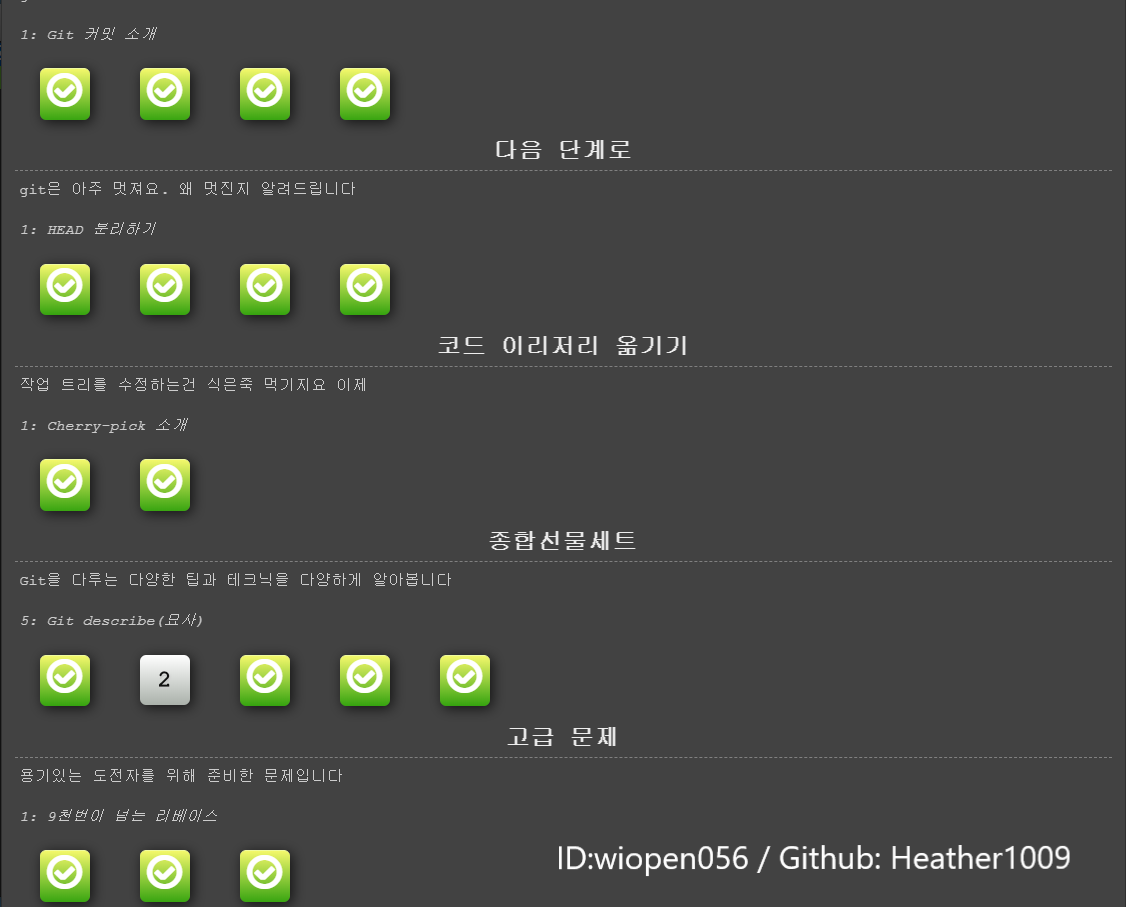 1: Git 커밋 소개
다음 단계로
git은 아주 멋져요. 왜 멋진지 알려드립니다
1: HEAD 분리하기
코드 이리저리 옮기기
작업 트리를 수정하는건 식은죽 먹기지요 이제
1: Cherry-pick 소개
종합선물세트
Git을 다루는 다양한 팁과 테크닉을 다양하게 알아봅니다
5: Git describe(묘사)
2
고급 문제
용기있는 도전자를 위해 준비한 문제입니다
1: 9천번이 넘는 리베이스
ID:wiopen056 / Github: Heather1009